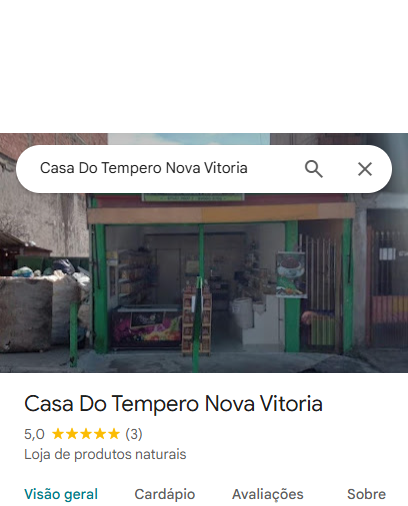 Casa Do Tempero Nova Vitoria
Casa Do Tempero Nova Vitoria
5,0 (3)
Loja de produtos naturais
Visão geral Cardápio Avaliações Sobre